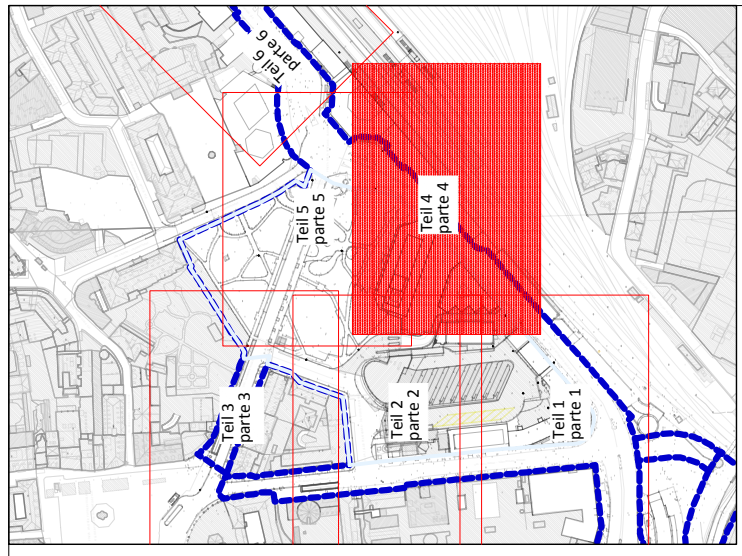 Teil 6
parte 6
Teil 5
parte 5
Teil 4
parte 4
Teil 3
parte 3
Teil 2
parte 2
Teil 1
parte 1